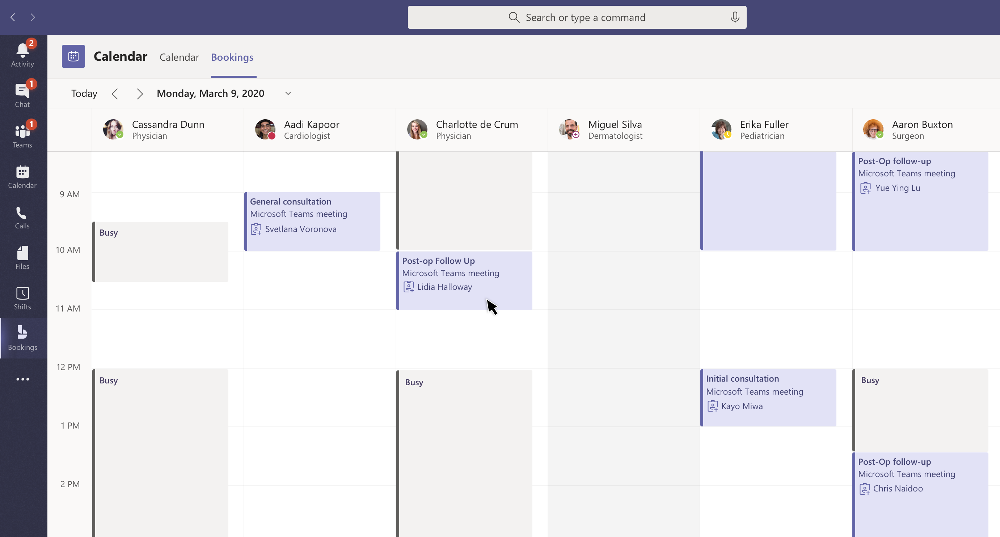 Search or type a command
2
Activity
1
Chat
1
Teams
Calendar
Calls
Files
Shifts
Bookings
Calendar
Calendar
Bookings
Today
Monday, March 9, 2020
Cassandra Dunn
Physician
Aadi Kapoor
Cardiologist
Charlotte de Crum
Physician
Miguel Silva
Dermatologist
Erika Fuller
Pediatrician
Aaron Buxton
Surgeon
9 AM
10 AM
11 AM
12 PM
1 PM
2 PM
Busy
Busy
General consultation
Microsoft Teams meeting
Svetlana Voronova
Post-op Follow Up
Microsoft Teams meeting
Lidia Halloway
Busy
Initial consultation
Microsoft Teams meeting
Kayo Miwa
Post-Op follow-up
Microsoft Teams meeting
Yue Ying Lu
Busy
Post-Op follow-up
Microsoft Teams meeting
Chris Naidoo